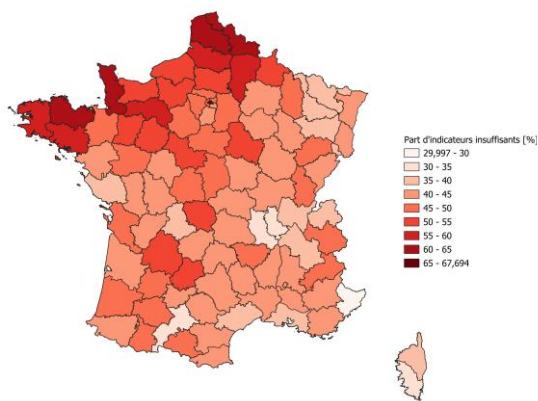 Part d'indicateurs insuffisants [%]
29,997 - 30
30 - 35
35 - 40
40 - 45
45 - 50
50 - 55
55 - 60
60 - 65
65 - 67,694